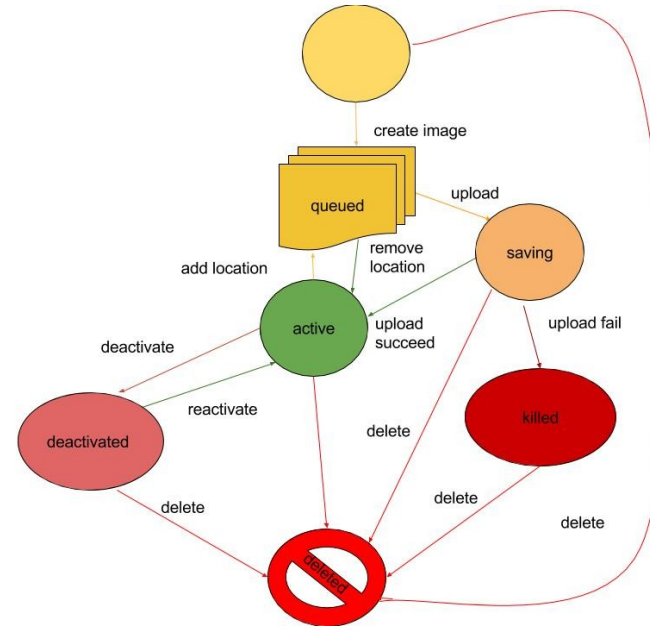 create image
queued
upload
add location
remove
location
saving
active
upload
succeed
upload fail
deactivate
reactivate
killed
deactivated
delete
delete
delete
delete
deleted